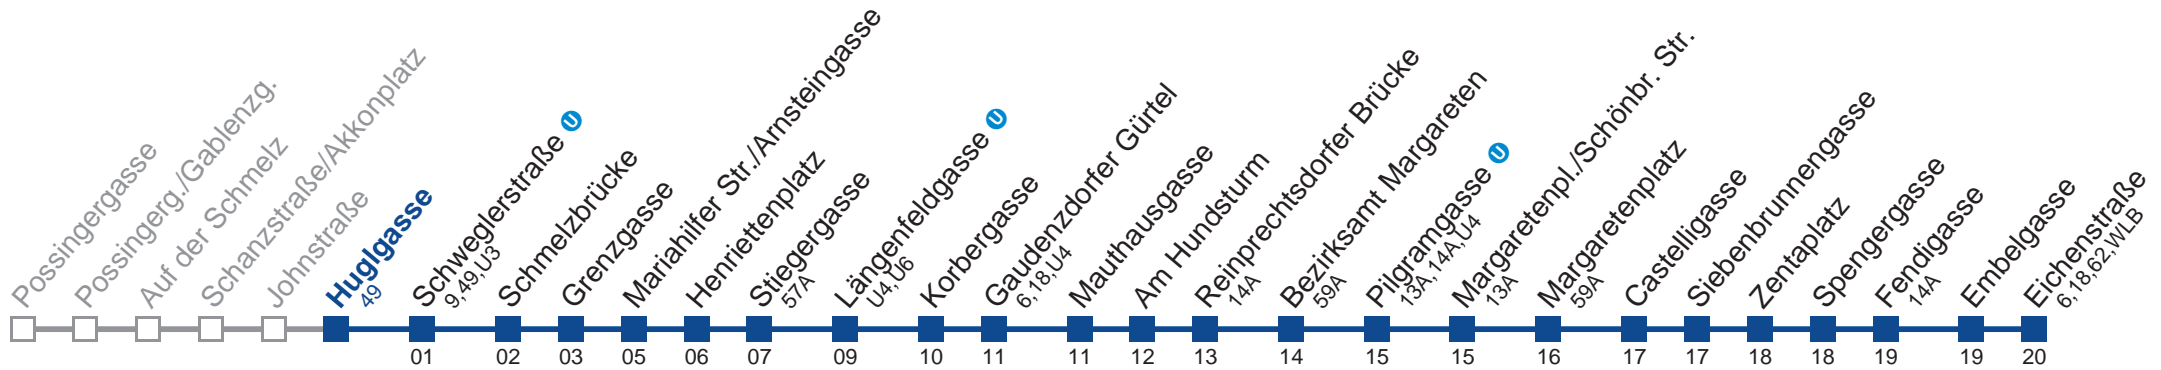 Possingergasse
Possingerg./Gablenzg.
Auf der Schmelz
Schanzstraße/Akkonplatz
Johnstraße
Huglgasse
49
Schweglerstraße U
9, 49, U3
01
Schmelzbrücke
02
Grenzgasse
03
Mariahilfer Str./Arnsteingasse
05
Henriettenplatz
06
Stiegergasse
57A
07
Längenfeldgasse U
U4, U6
09
Korbergasse
10
Gaudenzdorfer Gürtel
6, 18, U4
11
Mauthausgasse
11
Am Hundsturm
12
Reinprechtsdorfer Brücke
14A
13
Bezirksamt Margareten
59A
14
Pilgramgasse U
13A, 14A, U4
15
Margaretenpl./Schönbr. Str.
13A
15
Margaretenplatz
59A
16
Castelligasse
17
Siebenbrunnengasse
17
Zentaplatz
18
Spengergasse
18
Fendigasse
14A
19
Embelgasse
19
Eichenstraße
6, 18, 62, WLB
20